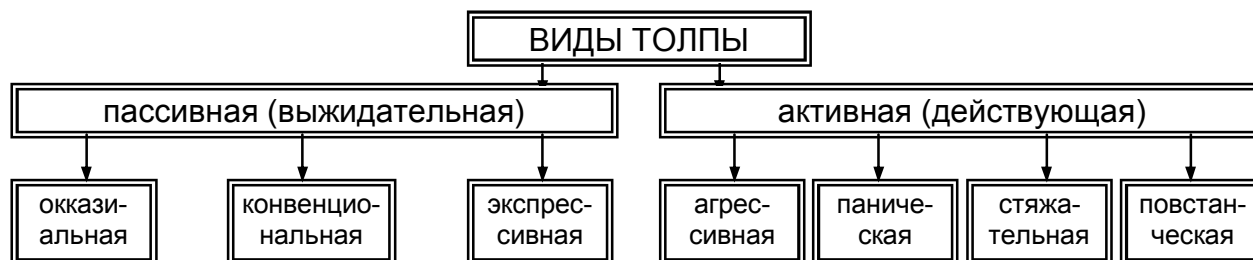 ВИДЫ ТОЛПЫ
пассивная (выжидательная)
активная (действующая)
оккази-
альная
конвенцио-
нальная
экспрес-
сивная
агрес-
сивная
паниче-
ская
стяжа-
тельная
повстан-
ческая